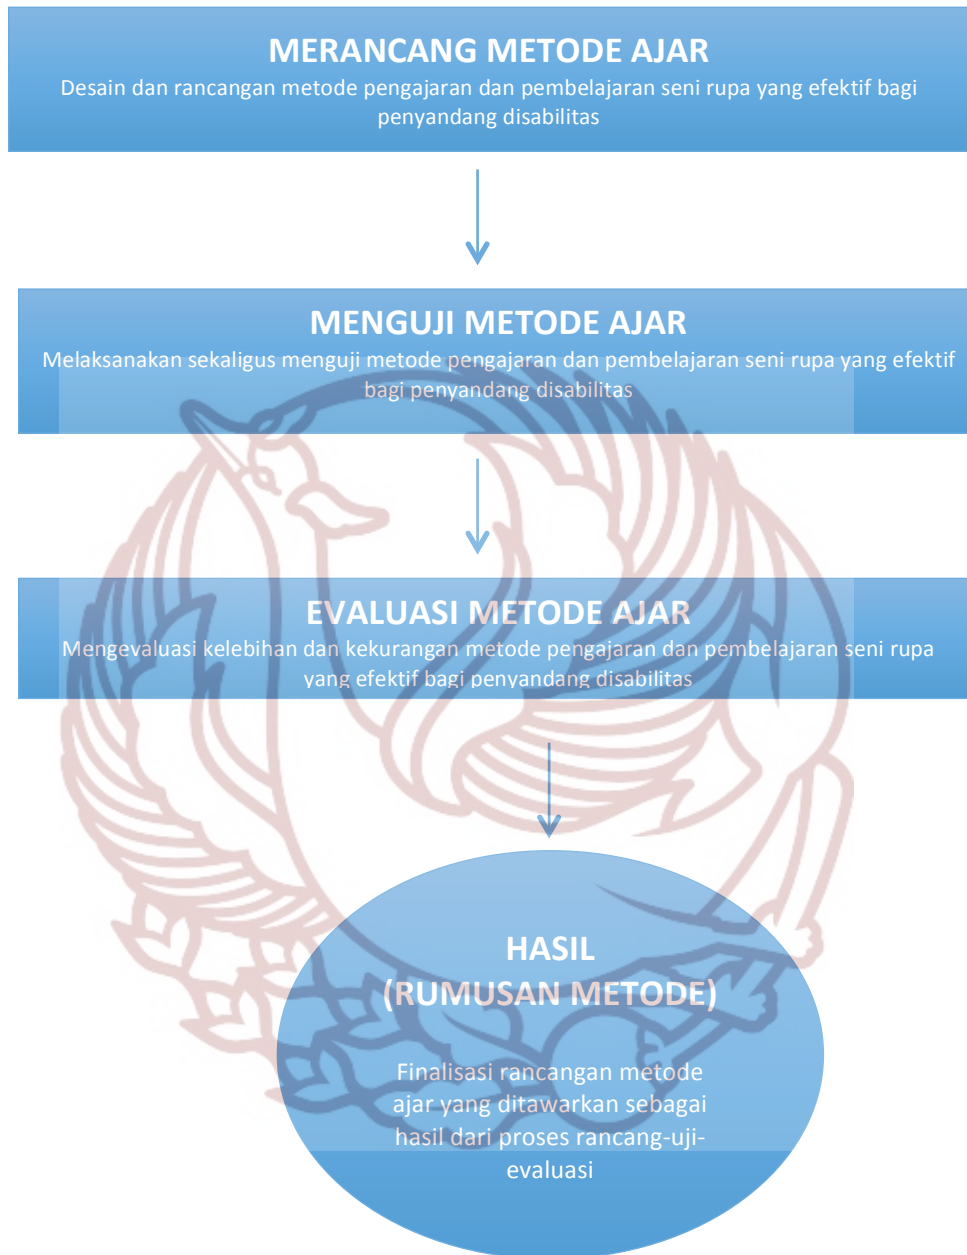 MERANCANG METODE AJAR
Desain dan rancangan metode pengajaran dan pembelajaran seni rupa yang efektif bagi
penyandang disabilitas
MENGUJI METODE AJAR
Melaksanakan sekaligus menguji metode pengajaran dan pembelajaran seni rupa yang efektif
bagi penyandang disabilitas
EVALUASI METODE AJAR
Mengevaluasi kelebihan dan kekurangan metode pengajaran dan pembelajaran seni rupa
yang efektif bagi penyandang disabilitas
HASIL
(RUMUSAN METODE)
Finalisasi rancangan metode
ajar yang ditawarkan sebagai
hasil dari proses rancang-uji-
evaluasi